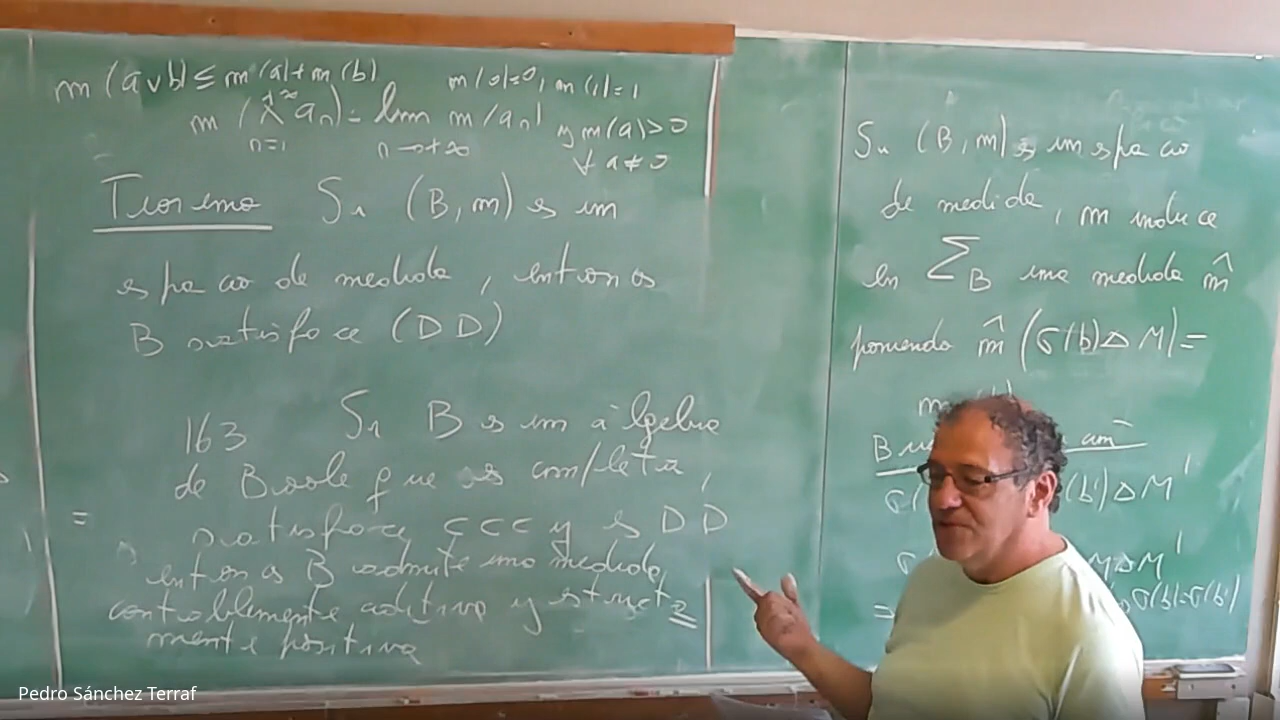 m (a ∨ b) ≤ m (a) + m (b)
m (0) = 0, m (1) = 1
m ( a_n) = lim m (a_n)
n=1
n → +∞
y m(a) > 0
∀ a ≠ 0
Teorema Si (B, m) es un
espacio de medida, entonces
B satisface (DD)
163 Si B es un álgebra
de Boole que es completa,
satisface CCC y es DD
entonces B admite una medida
contablemente aditiva y estricta
mente positiva
=
Si (B, m) es un espacio
de medida, m induce
en Σ_B una medida m̂
poniendo m̂ (σ(b) Δ M) =
(b') Δ M'
M Δ M'
⇒
σ(b) Δ σ(b')
Pedro Sánchez Terraf